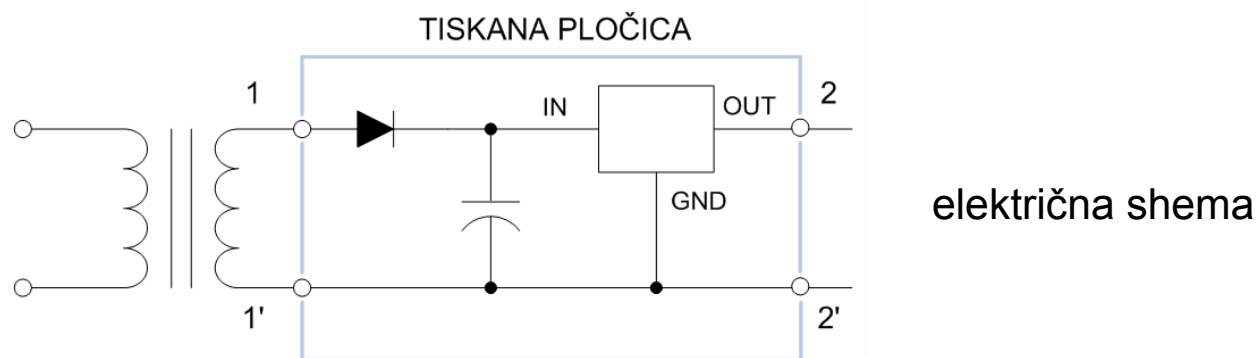 TISKANA PLOČICA
1
IN
OUT
2
GND
električna shema
1'
2'